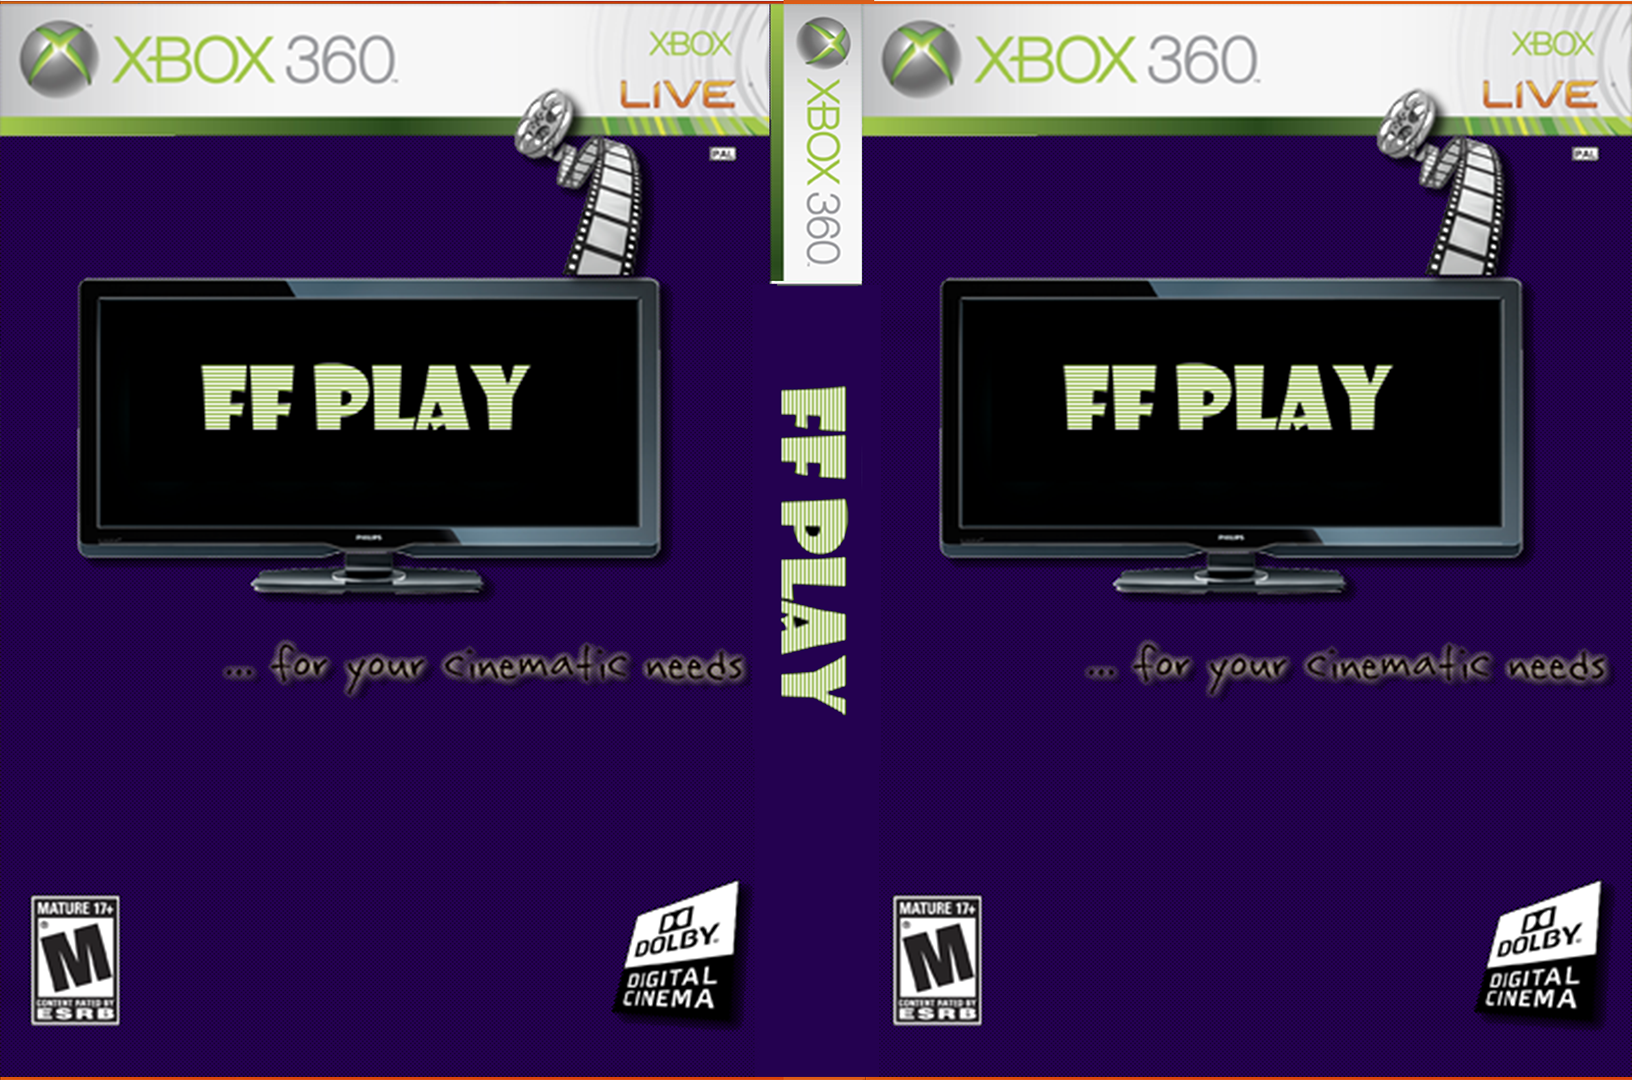 XBOX 360
XBOX
LIVE
PAL
FF PLAY
PHILIPS
... for your cinematic needs
MATURE 17+
M
CONTENT RATED BY
ESRB
DOLBY
DIGITAL
CINEMA
XBOX 360
FF PLAY
XBOX 360
XBOX
LIVE
PAL
FF PLAY
PHILIPS
... for your cinematic needs
MATURE 17+
M
CONTENT RATED BY
ESRB
DOLBY
DIGITAL
CINEMA